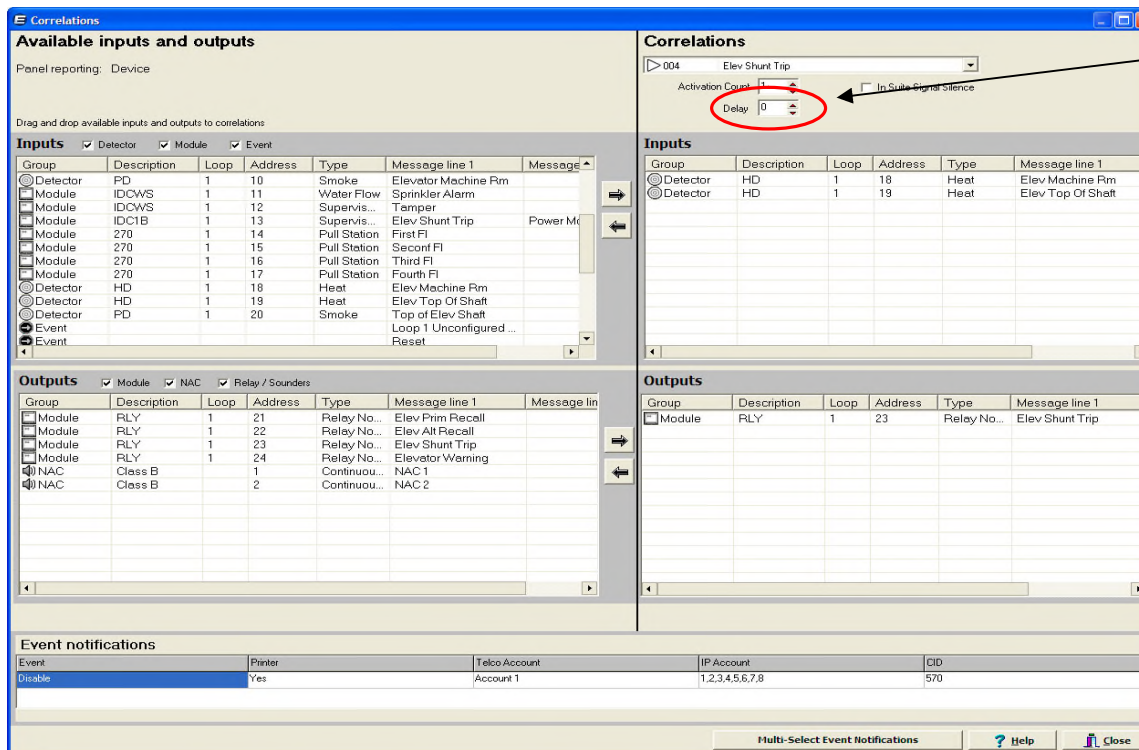 Correlations
Available inputs and outputs
Panel reporting: Device
Drag and drop available inputs and outputs to correlations
Inputs Detector Module Event
Group Description Loop Address Type Message line 1 Message
Detector PD 1 10 Smoke Elevator Machine Rm
Module IDCWS 1 11 Water Flow Sprinkler Alarm
Module IDCWS 1 12 Supervis... Tamper
Module IDC1B 1 13 Supervis... Elev Shunt Trip Power Mo
Module 270 1 14 Pull Station First Fl
Module 270 1 15 Pull Station Seconf Fl
Module 270 1 16 Pull Station Third Fl
Module 270 1 17 Pull Station Fourth Fl
Detector HD 1 18 Heat Elev Machine Rm
Detector HD 1 19 Heat Elev Top Of Shaft
Detector PD 1 20 Smoke Top of Elev Shaft
Event Loop 1 Unconfigured ...
Event Reset
Outputs Module NAC Relay / Sounders
Group Description Loop Address Type Message line 1 Message lin
Module RLY 1 21 Relay No... Elev Prim Recall
Module RLY 1 22 Relay No... Elev Alt Recall
Module RLY 1 23 Relay No... Elev Shunt Trip
Module RLY 1 24 Relay No... Elevator Warning
NAC Class B 1 Continuou... NAC 1
NAC Class B 2 Continuou... NAC 2
Correlations
004 Elev Shunt Trip
Activation Count 1 In Suite Signal Silence
Delay 0
Inputs
Group Description Loop Address Type Message line 1
Detector HD 1 18 Heat Elev Machine Rm
Detector HD 1 19 Heat Elev Top Of Shaft
Outputs
Group Description Loop Address Type Message line 1
Module RLY 1 23 Relay No... Elev Shunt Trip
Event notifications
Event Printer Telco Account IP Account CID
Disable Yes Account 1 1,2,3,4,5,6,7,8 570
Multi-Select Event Notifications ? Help Close